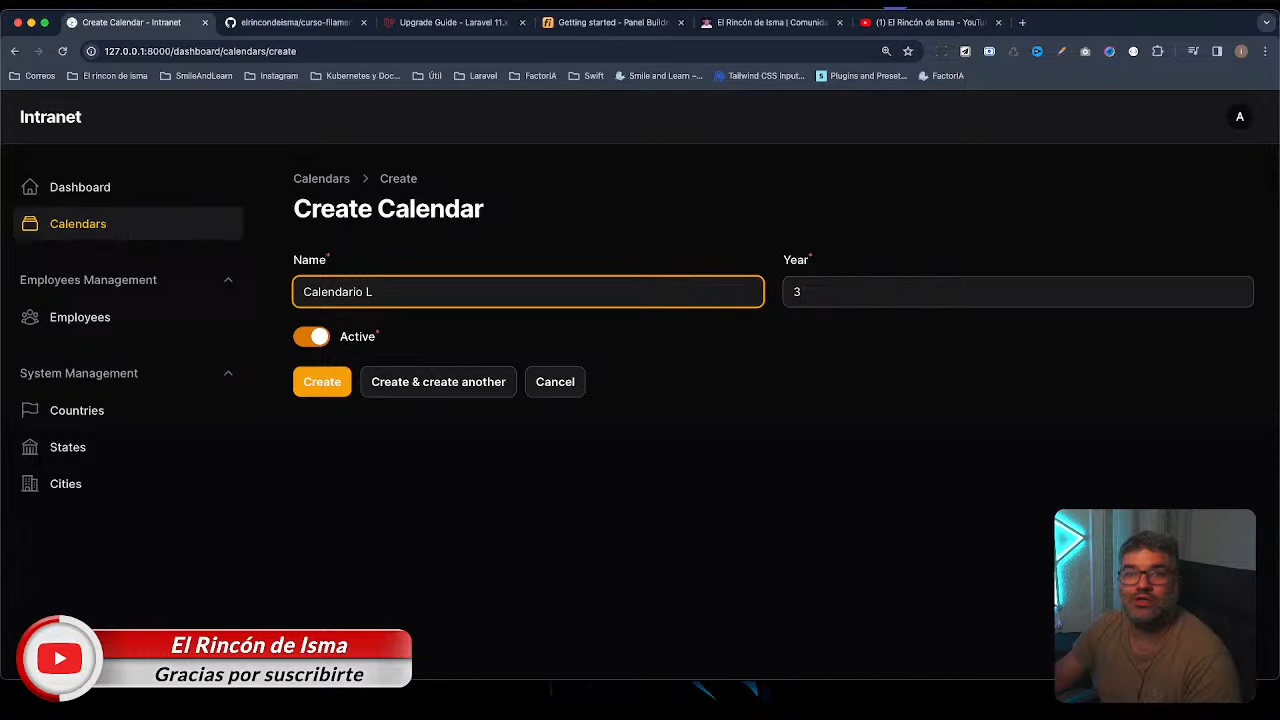 Create Calendar - Intranet
elrincondeisma/curso-filamer
Upgrade Guide - Laravel 11.x
Getting started - Panel Builde
El Rincón de Isma | Comunida
(1) El Rincón de Isma - YouTu
127.0.0.1:8000/dashboard/calendars/create
Correos
El rincon de isma
SmileAndLearn
Instagram
Kubernetes y Doc...
Útil
Laravel
FactorIA
Swift
Smile and Learn –...
Tailwind CSS Input...
Plugins and Preset...
FactorIA
Intranet
A
Dashboard
Calendars
Employees Management
Employees
System Management
Countries
States
Cities
Calendars > Create
Create Calendar
Name*
Calendario L
Year*
3
Active*
Create
Create & create another
Cancel
El Rincón de Isma
Gracias por suscribirte